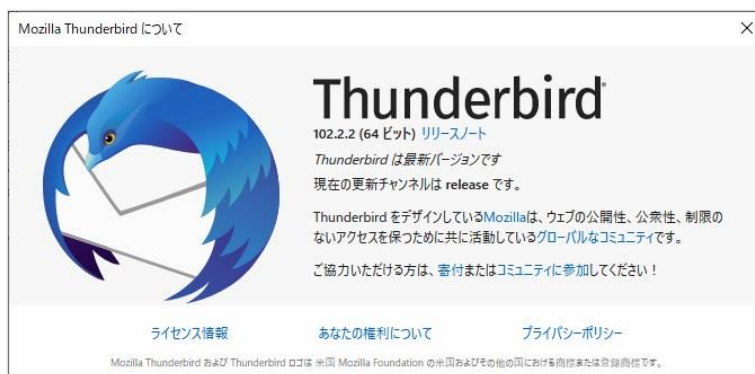 Mozilla Thunderbird について
Thunderbird
102.2.2 (64 ビット) リリースノート
Thunderbird は最新バージョンです
現在の更新チャンネルは release です。
Thunderbird をデザインしているMozillaは、ウェブの公開性、公衆性、制限の
ないアクセスを保つために共に活動しているグローバルなコミュニティです。
ご協力いただける方は、寄付またはコミュニティに参加してください！
ライセンス情報 あなたの権利について プライバシーポリシー
Mozilla Thunderbird および Thunderbird ロゴは 米国 Mozilla Foundation の米国およびその他の国における商標または登録商標です。